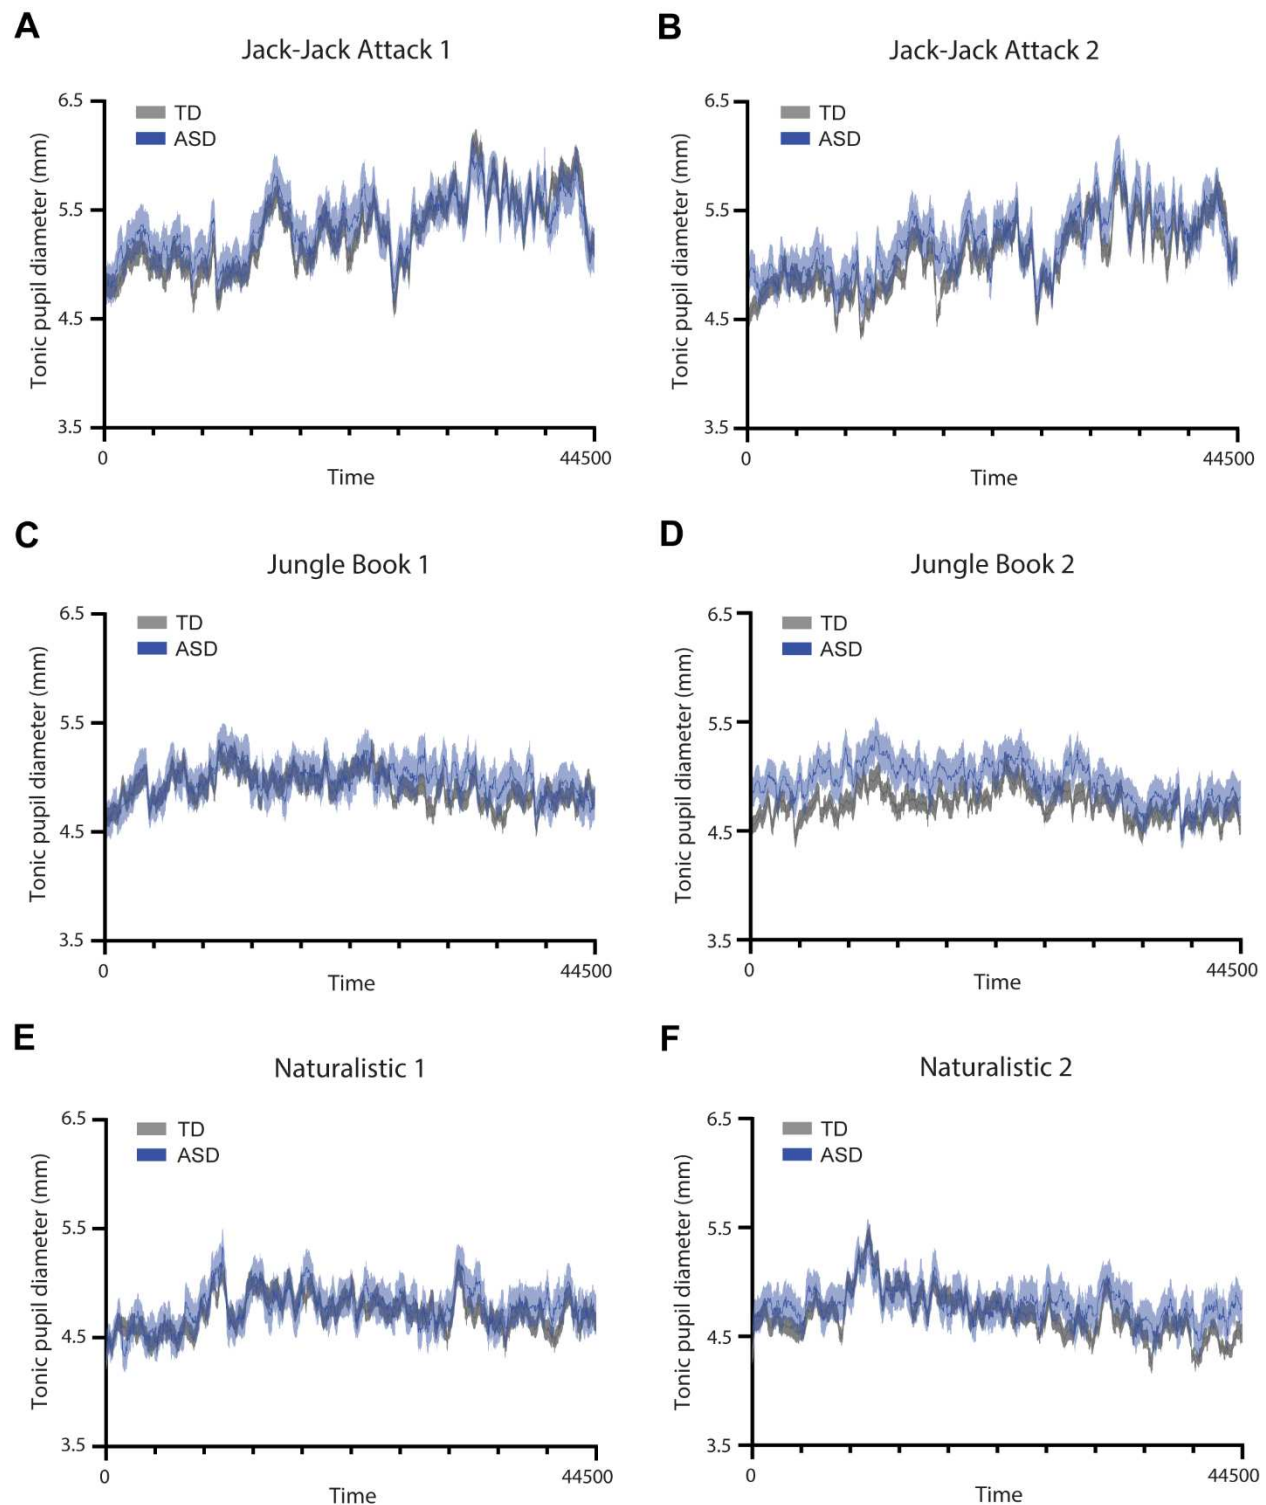 A
Jack-Jack Attack 1
6.5
5.5
4.5
3.5
Tonic pupil diameter (mm)
TD
ASD
0
44500
Time
B
Jack-Jack Attack 2
6.5
5.5
4.5
3.5
Tonic pupil diameter (mm)
TD
ASD
0
44500
Time
C
Jungle Book 1
6.5
5.5
4.5
3.5
Tonic pupil diameter (mm)
TD
ASD
0
44500
Time
D
Jungle Book 2
6.5
5.5
4.5
3.5
Tonic pupil diameter (mm)
TD
ASD
0
44500
Time
E
Naturalistic 1
6.5
5.5
4.5
3.5
Tonic pupil diameter (mm)
TD
ASD
0
44500
Time
F
Naturalistic 2
6.5
5.5
4.5
3.5
Tonic pupil diameter (mm)
TD
ASD
0
44500
Time